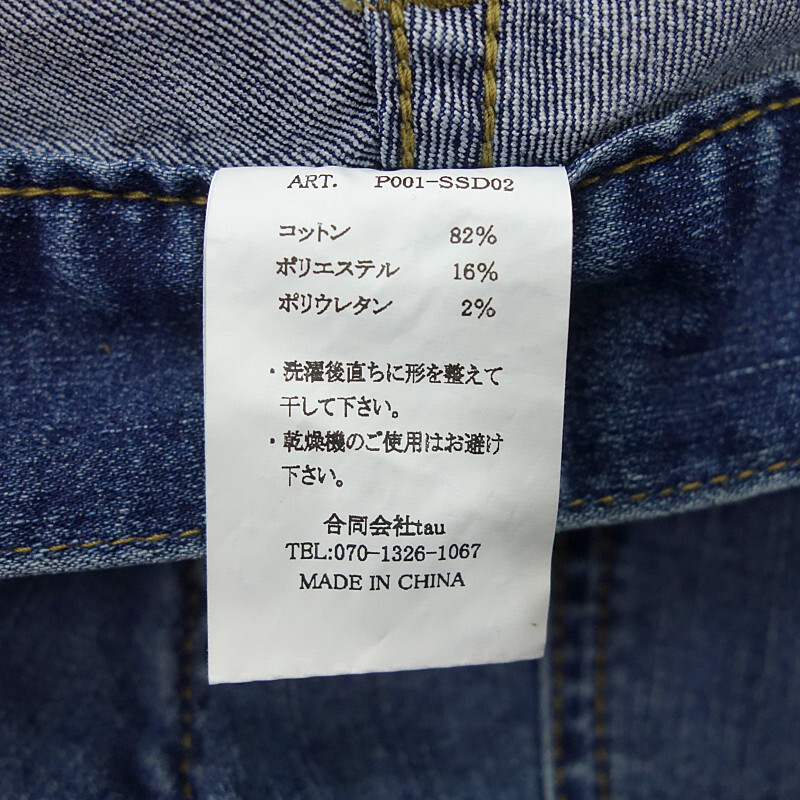 ART. P001-SSD02
コットン 82%
ポリエステル 16%
ポリウレタン 2%
・洗濯後直ちに形を整えて
干して下さい。
・乾燥機のご使用はお避け
下さい。
合同会社tau
TBL:070-1326-1067
MADE IN CHINA